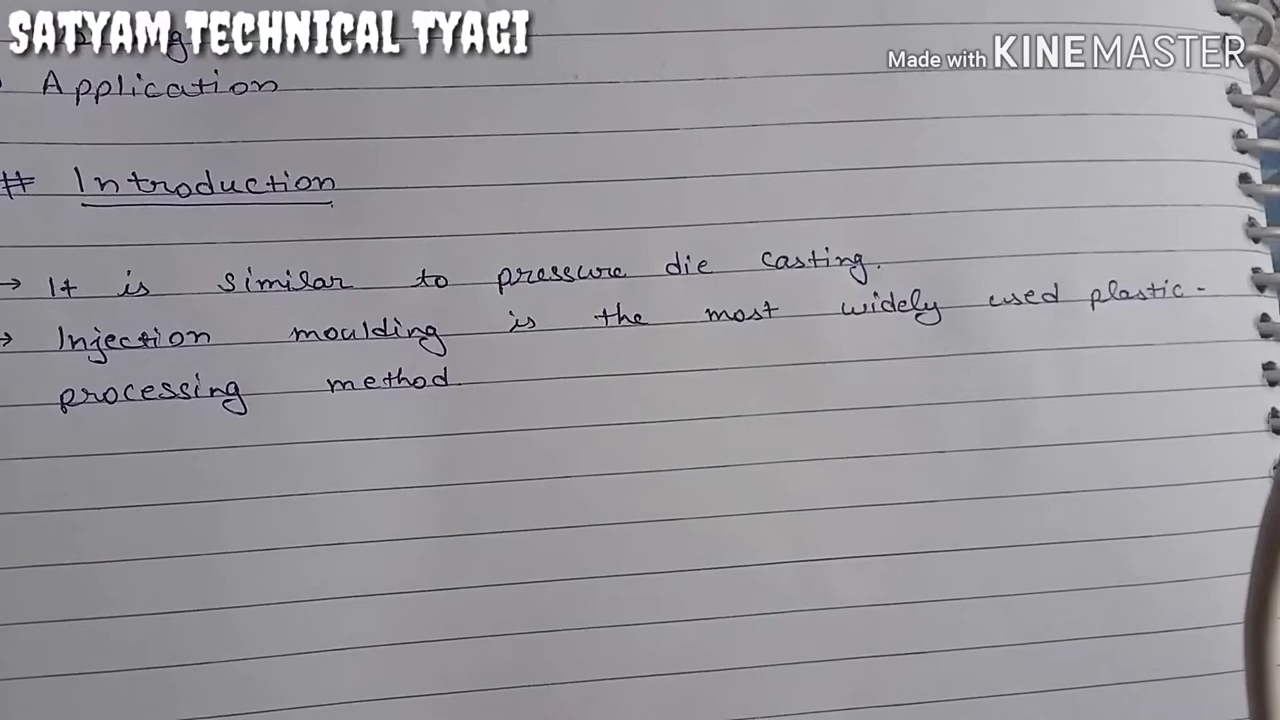 SATYAM TECHNICAL TYAGI
Made with KINEMASTER
Application
# Introduction
→ It is similar to pressure die casting.
→ Injection moulding is the most widely used plastic-
processing method.